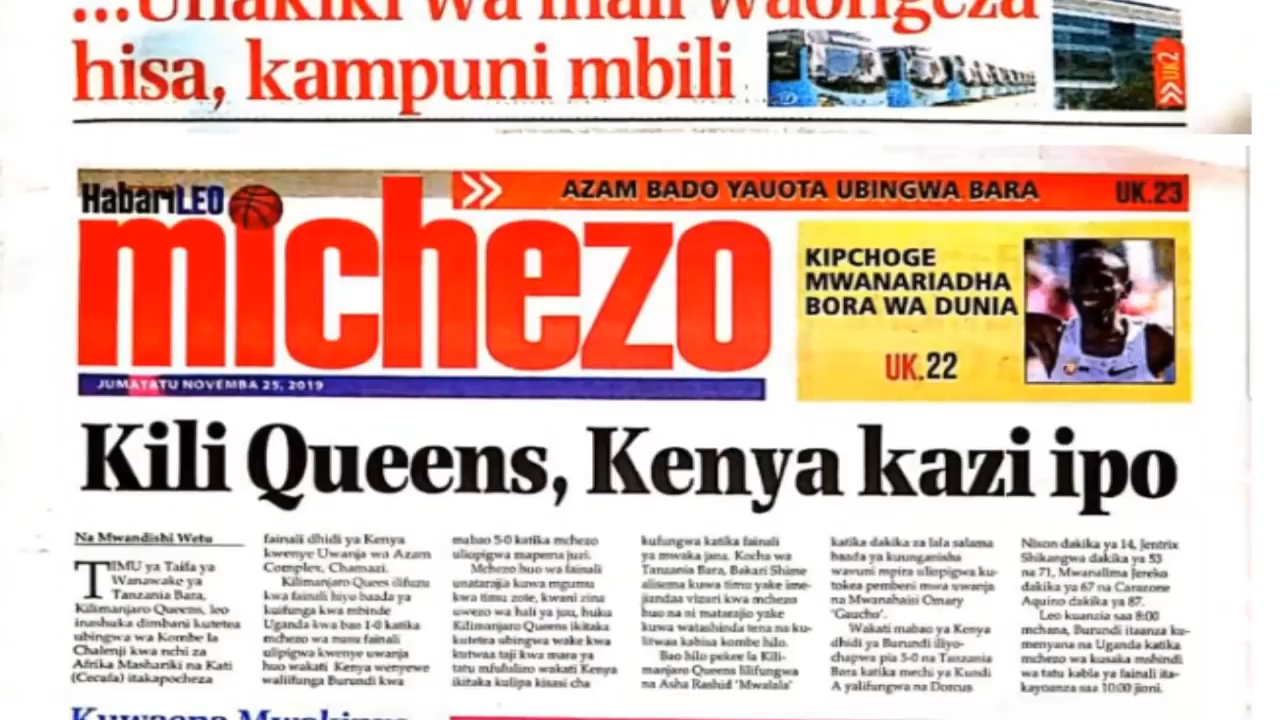 ...Uhakiki wa mali waongeza
hisa, kampuni mbili
>>UK2
HabariLEO
michezo
>> AZAM BADO YAUOTA UBINGWA BARA UK.23
KIPCHOGE
MWANARIADHA
BORA WA DUNIA
UK.22
JUMATATU NOVEMBA 25, 2019
Kili Queens, Kenya kazi ipo
Na Mwandishi Wetu
TIMU ya Taifa ya
Wanawake ya
Tanzania Bara,
Kilimanjaro Queens, leo
inashuka dimbani kutetea
ubingwa wa Kombe la
Chalenji kwa nchi za
Afrika Mashariki na Kati
(Cecafa) itakapocheza
fainali dhidi ya Kenya
kwenye Uwanja wa Azam
Complex, Chamazi.
Kilimanjaro Quees ilifuzu
kwa fainali hiyo baada ya
kuifunga kwa mbinde
Uganda kwa bao 1-0 katika
mchezo wa nusu fainali
ulipigwa kwenye uwanja
huo wakati Kenya wenyewe
waliifunga Burundi kwa
mabao 5-0 katika mchezo
uliopigwa mapema juzi.
Mchezo huo wa fainali
unatarajia kuwa mgumu
kwa timu zote, kwani zina
uwezo wa hali ya juu, huku
Kilimanjaro Queens ikitaka
kutetea ubingwa wake kwa
kutwaa taji kwa mara ya
tatu mfululizo wakati Kenya
ikitaka kulipa kisasi cha
kufungwa katika fainali
ya mwaka jana. Kocha wa
Tanzania Bara, Bakari Shime
alisema kuwa timu yake ime-
jiandaa vizuri kwa mchezo
huo na ni matarajio yake
kuwa watashinda tena na ku-
litwaa kabisa kombe hilo.
Bao hilo pekee la Kili-
manjaro Queens lilifungwa
na Asha Rashid 'Mwalala'
katika dakika za lala salama
baada ya kuunganisha
wavuni mpira uliopigwa ku-
tokea pembeni mwa uwanja
na Mwanahaisi Omary
'Gaucho'.
Wakati mabao ya Kenya
dhidi ya Burundi iliyo-
chapwa pia 5-0 na Tanzania
Bara katika mechi ya Kundi
A yalifungwa na Dorcus
Nixon dakika ya 14, Jentrix
Shikangwa dakika ya 53
na 71, Mwanalima Jereko
dakika ya 67 na Carazone
Aquino dakika ya 87.
Leo kuanzia saa 8:00
mchana, Burundi itaanza ku-
menyana na Uganda katika
mchezo wa kusaka mshindi
wa tatu kabla ya fainali ita-
kayoanza saa 10:00 jioni.